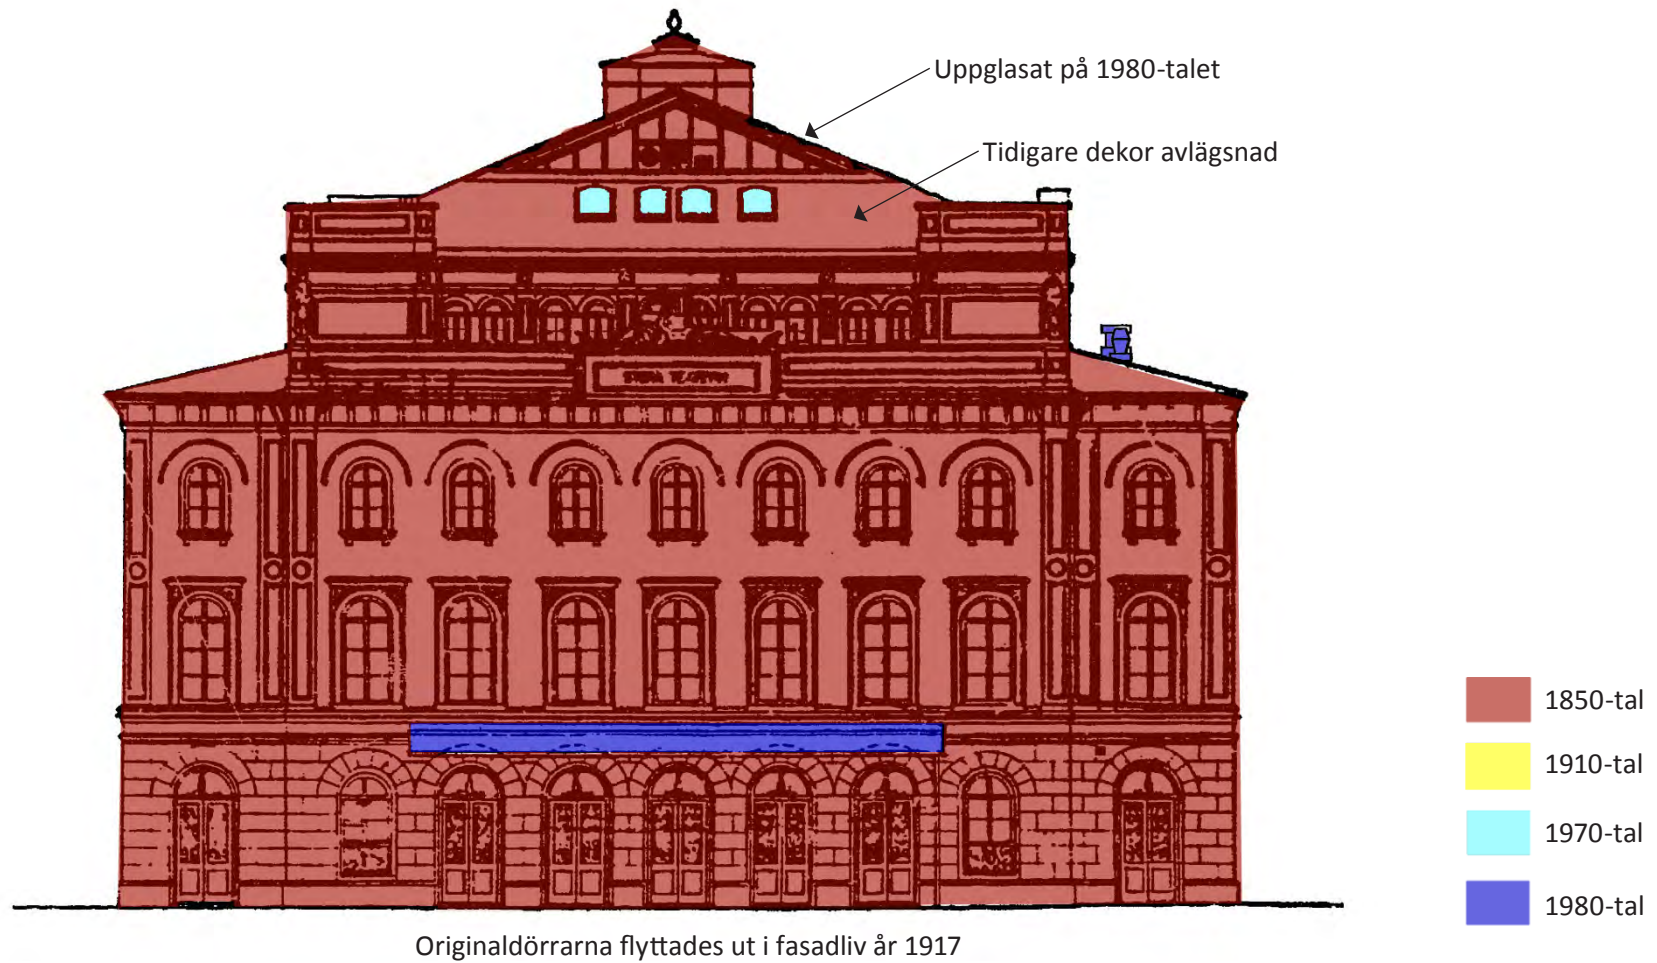 Uppglasat på 1980-talet
Tidigare dekor avlägsnad
1850-tal
1910-tal
1970-tal
1980-tal
Originaldörrarna flyttades ut i fasadliv år 1917